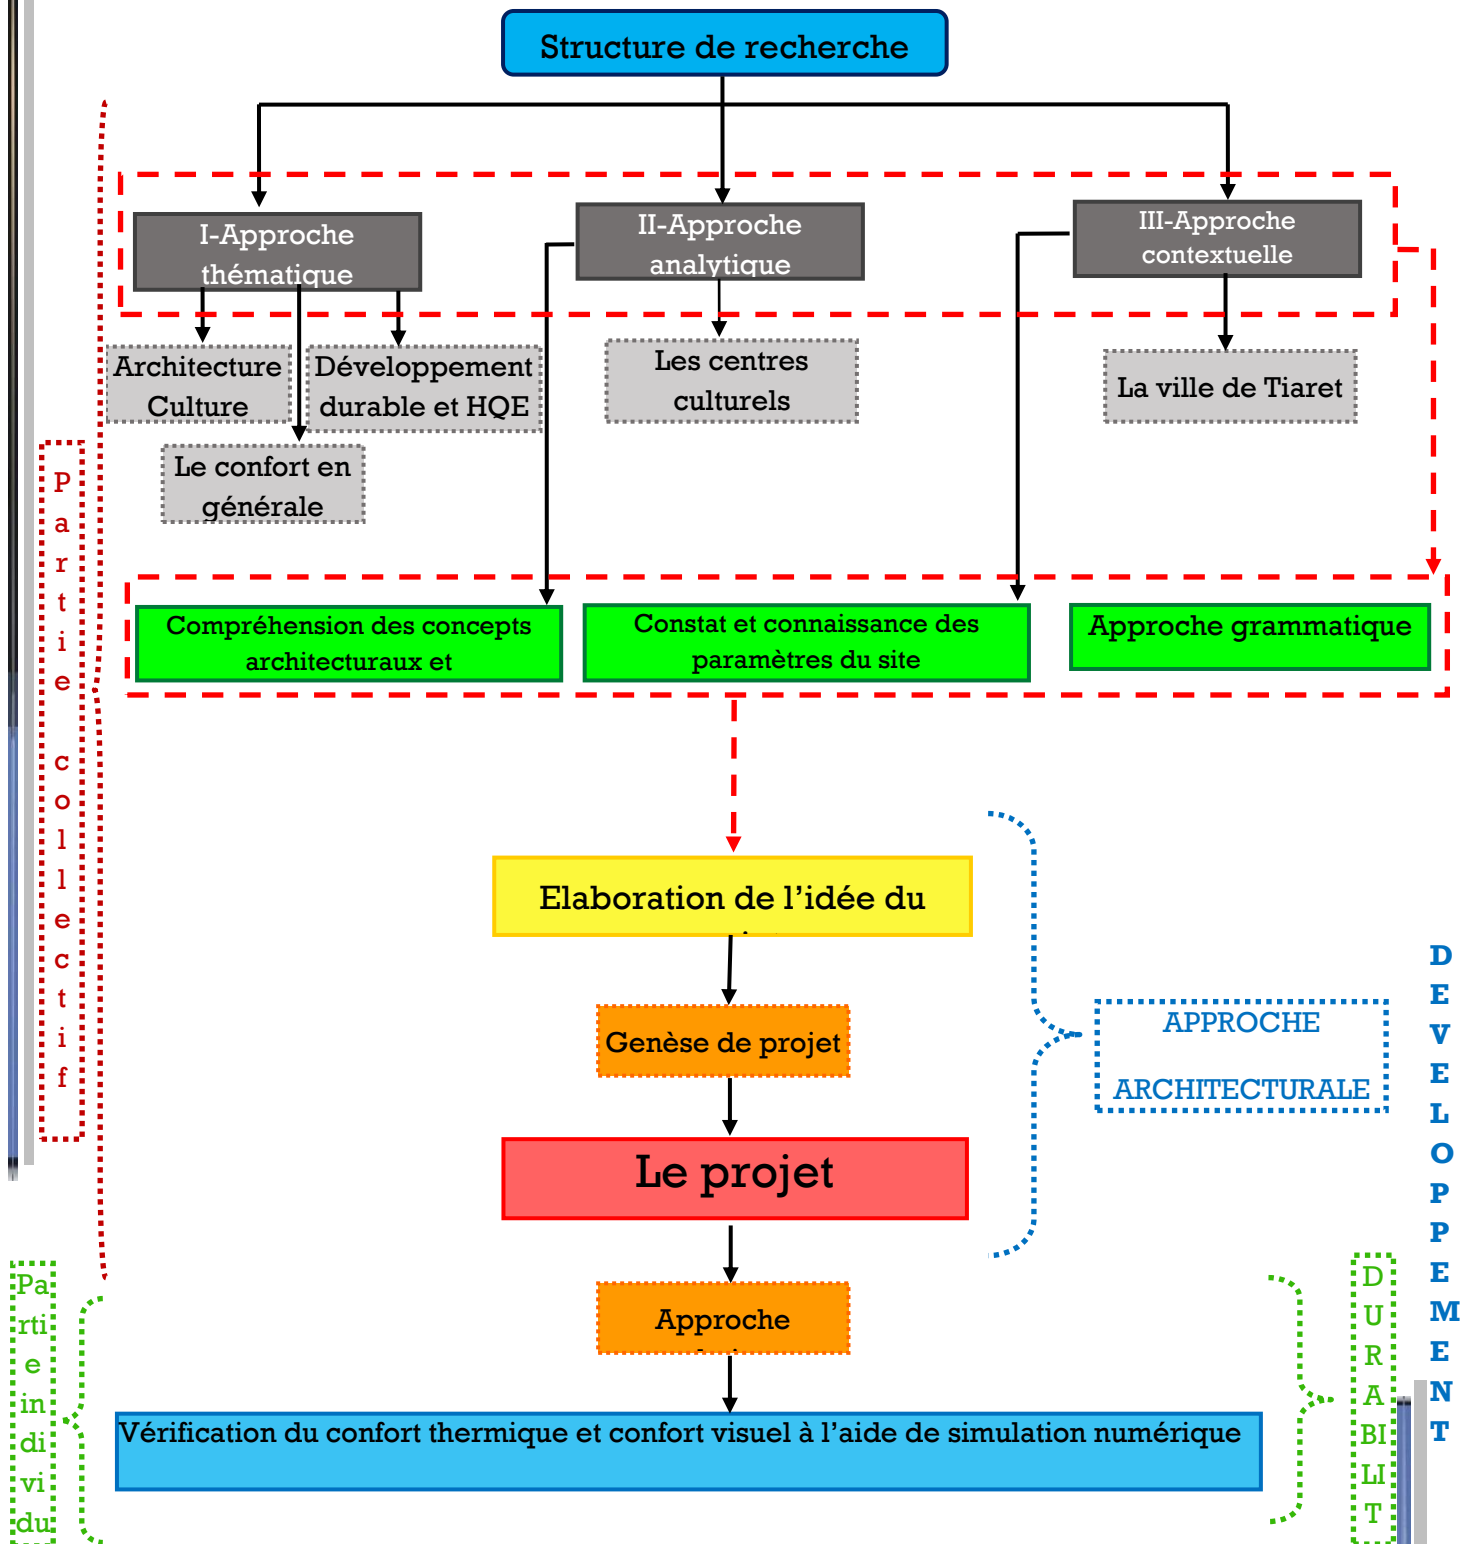 Structure de recherche
I-Approche
thématique
II-Approche
analytique
III-Approche
contextuelle
Architecture
Culture
Développement
durable et HQE
Le confort en
générale
Les centres
culturels
La ville de Tiaret
Compréhension des concepts
architecturaux et
Constat et connaissance des
paramètres du site
Approche grammatique
Partie collectif
Elaboration de l’idée du
Genèse de projet
Le projet
APPROCHE
ARCHITECTURALE
DEVELOPPEMENT
Approche
Vérification du confort thermique et confort visuel à l’aide de simulation numérique
Pa
rti
e
in
di
vi
du
D
U
R
A
BI
LI
T